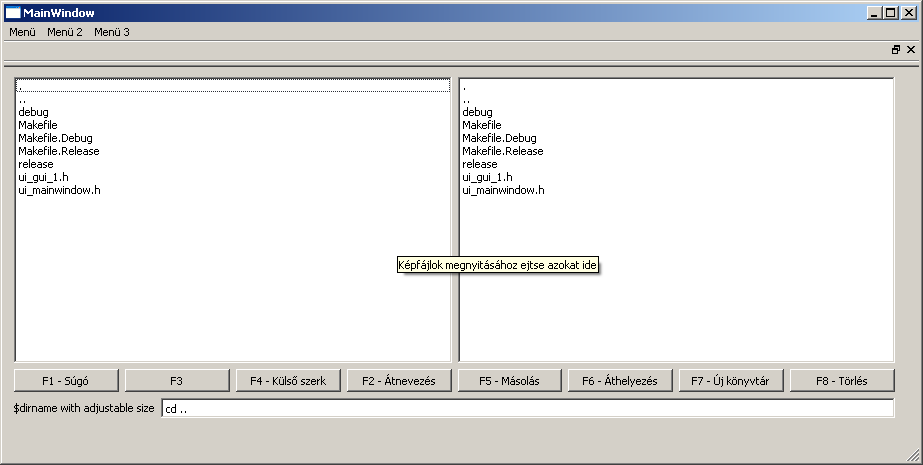 MainWindow
Menü Menü 2 Menü 3
.
..
debug
Makefile
Makefile.Debug
Makefile.Release
release
ui_gui_1.h
ui_mainwindow.h
.
..
debug
Makefile
Makefile.Debug
Makefile.Release
release
ui_gui_1.h
ui_mainwindow.h
Képfájlok megnyitásához ejtse azokat ide
F1 - Súgó F3 F4 - Külső szerk F2 - Átnevezés F5 - Másolás F6 - Áthelyezés F7 - Új könyvtár F8 - Törlés
$dirname with adjustable size cd ..